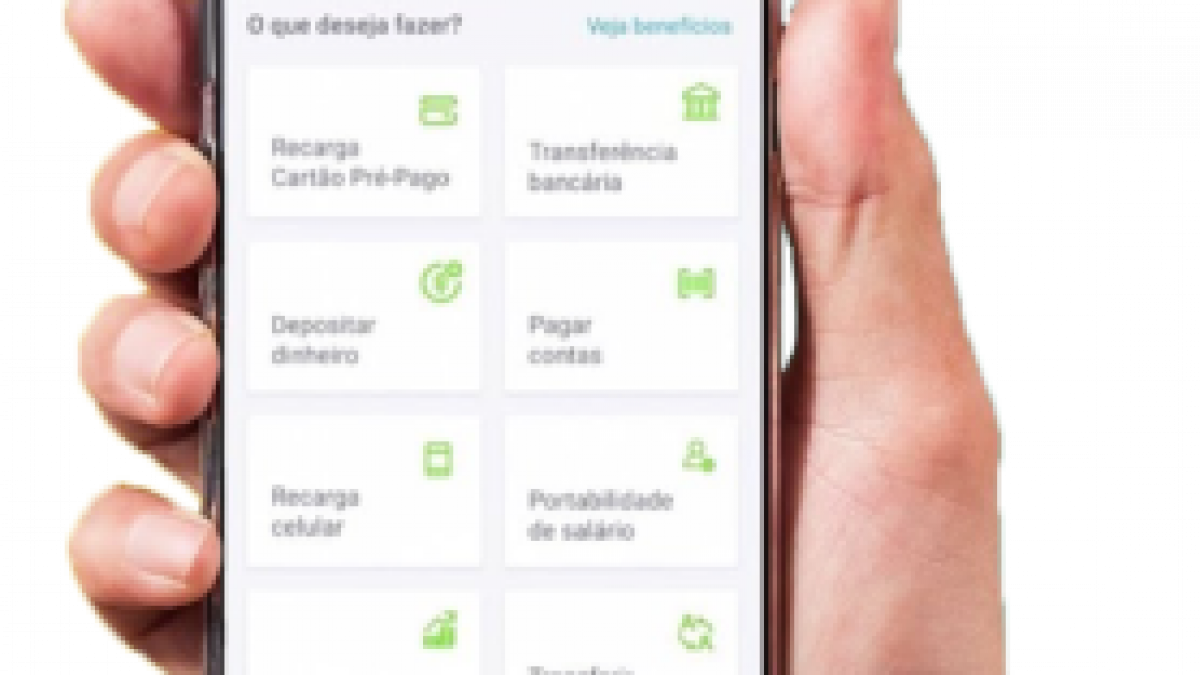 O que deseja fazer?
Veja benefícios
Recarga
Cartão Pré-Pago
Transferência
bancária
Depositar
dinheiro
Pagar
contas
Recarga
celular
Portabilidade
de salário